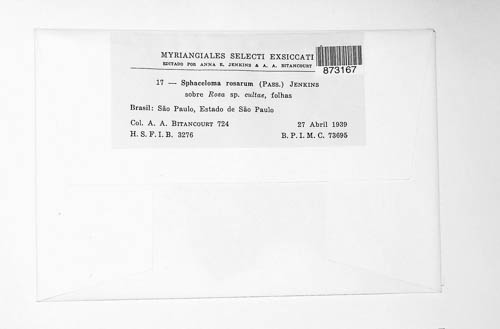 MYRIANGIALES SELECTI EXSICCATI
EDITADO POR ANNA E. JENKINS & A. A. BITANCOURT
873167
17 — Sphaceloma rosarum (PASS.) JENKINS
sobre Rosa sp. cultae, folhas
Brasil: São Paulo, Estado de São Paulo
Col. A. A. BITANCOURT 724 27 Abril 1939
H. S. F. I. B. 3276 B. P. I. M. C. 73695